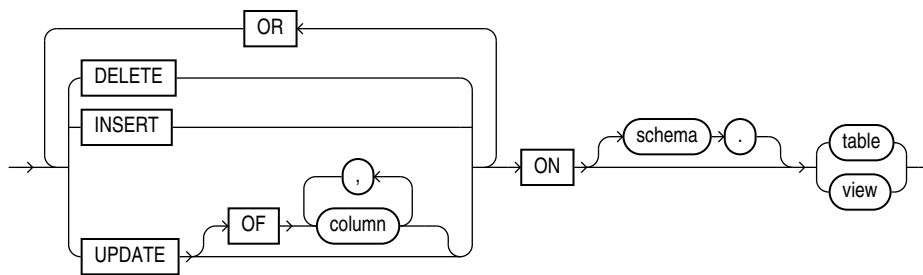 OR
DELETE
INSERT
UPDATE OF , column
ON schema . table
view